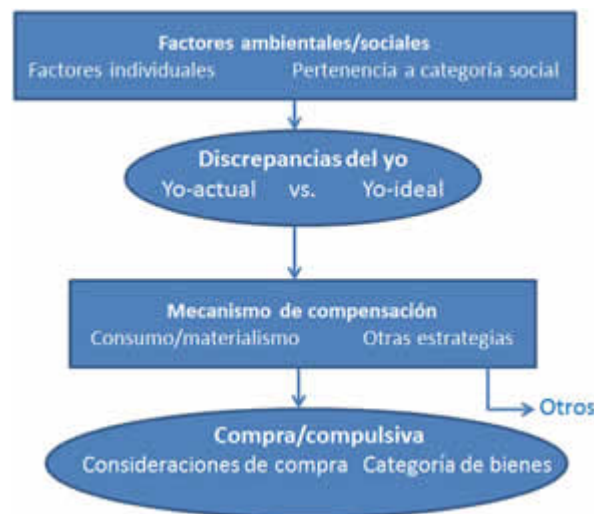 Factores ambientales/sociales
Factores individuales Pertenencia a categoría social
Discrepancias del yo
Yo-actual vs. Yo-ideal
Mecanismo de compensación
Consumo/materialismo Otras estrategias
Otros
Compra/compulsiva
Consideraciones de compra Categoría de bienes